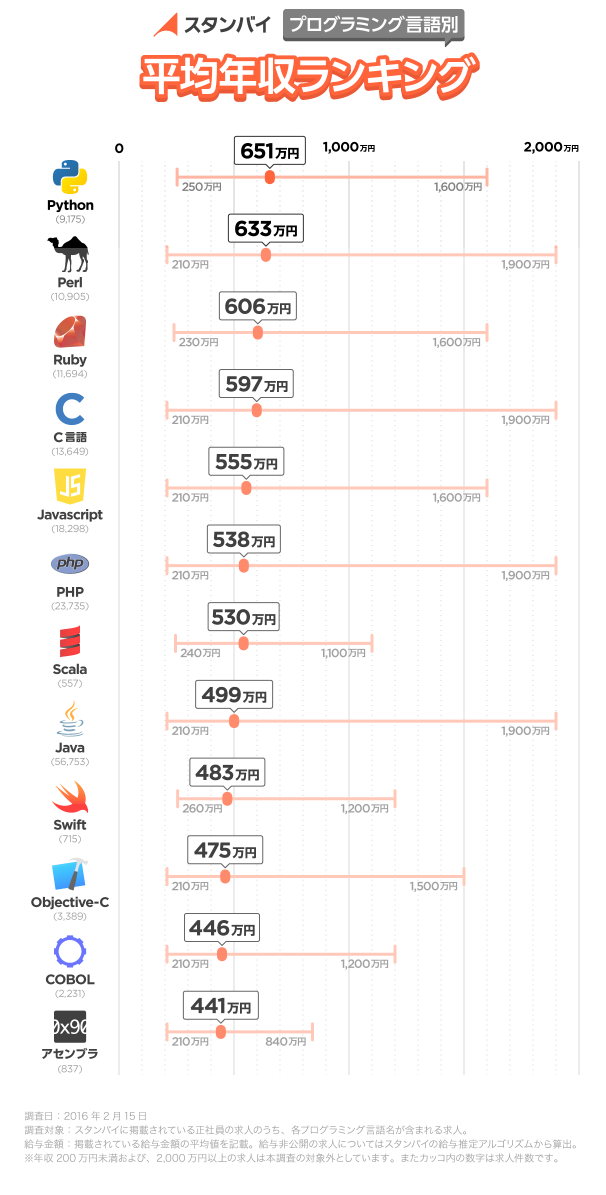 スタンバイ プログラミング言語別
平均年収ランキング
0 1,000万円 2,000万円
651万円
250万円 1,600万円
Python
(9,175)
633万円
210万円 1,900万円
Perl
(10,905)
606万円
230万円 1,600万円
Ruby
(11,694)
597万円
210万円 1,900万円
C言語
(13,649)
555万円
JS
210万円 1,600万円
Javascript
(18,298)
538万円
php
210万円 1,900万円
PHP
(23,735)
530万円
240万円 1,100万円
Scala
(557)
499万円
210万円 1,900万円
Java
(56,753)
483万円
260万円 1,200万円
Swift
(715)
475万円
210万円 1,500万円
Objective-C
(3,389)
446万円
210万円 1,200万円
COBOL
(2,231)
441万円
0x90
210万円 840万円
アセンブラ
(837)
調査日：2016年2月15日
調査対象：スタンバイに掲載されている正社員の求人のうち、各プログラミング言語名が含まれる求人。
給与金額：掲載されている給与金額の平均値を記載。給与非公開の求人についてはスタンバイの給与推定アルゴリズムから算出。
※年収200万円未満および、2,000万円以上の求人は本調査の対象外としています。またカッコ内の数字は求人件数です。